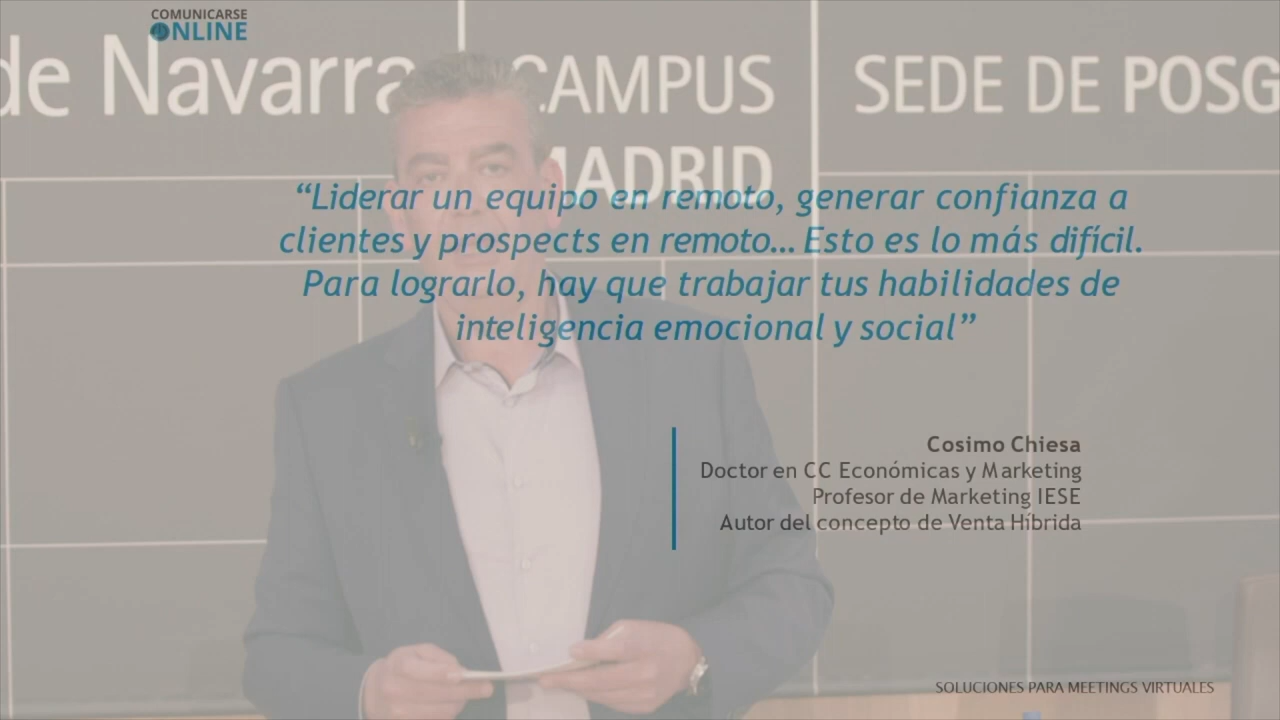 COMUNICARSE
ONLINE
de Navarra
CAMPUS
MADRID
SEDE DE POSG
“Liderar un equipo en remoto, generar confianza a
clientes y prospects en remoto... Esto es lo más difícil.
Para lograrlo, hay que trabajar tus habilidades de
inteligencia emocional y social”
Cosimo Chiesa
Doctor en CC Económicas y Marketing
Profesor de Marketing IESE
Autor del concepto de Venta Híbrida
SOLUCIONES PARA MEETINGS VIRTUALES